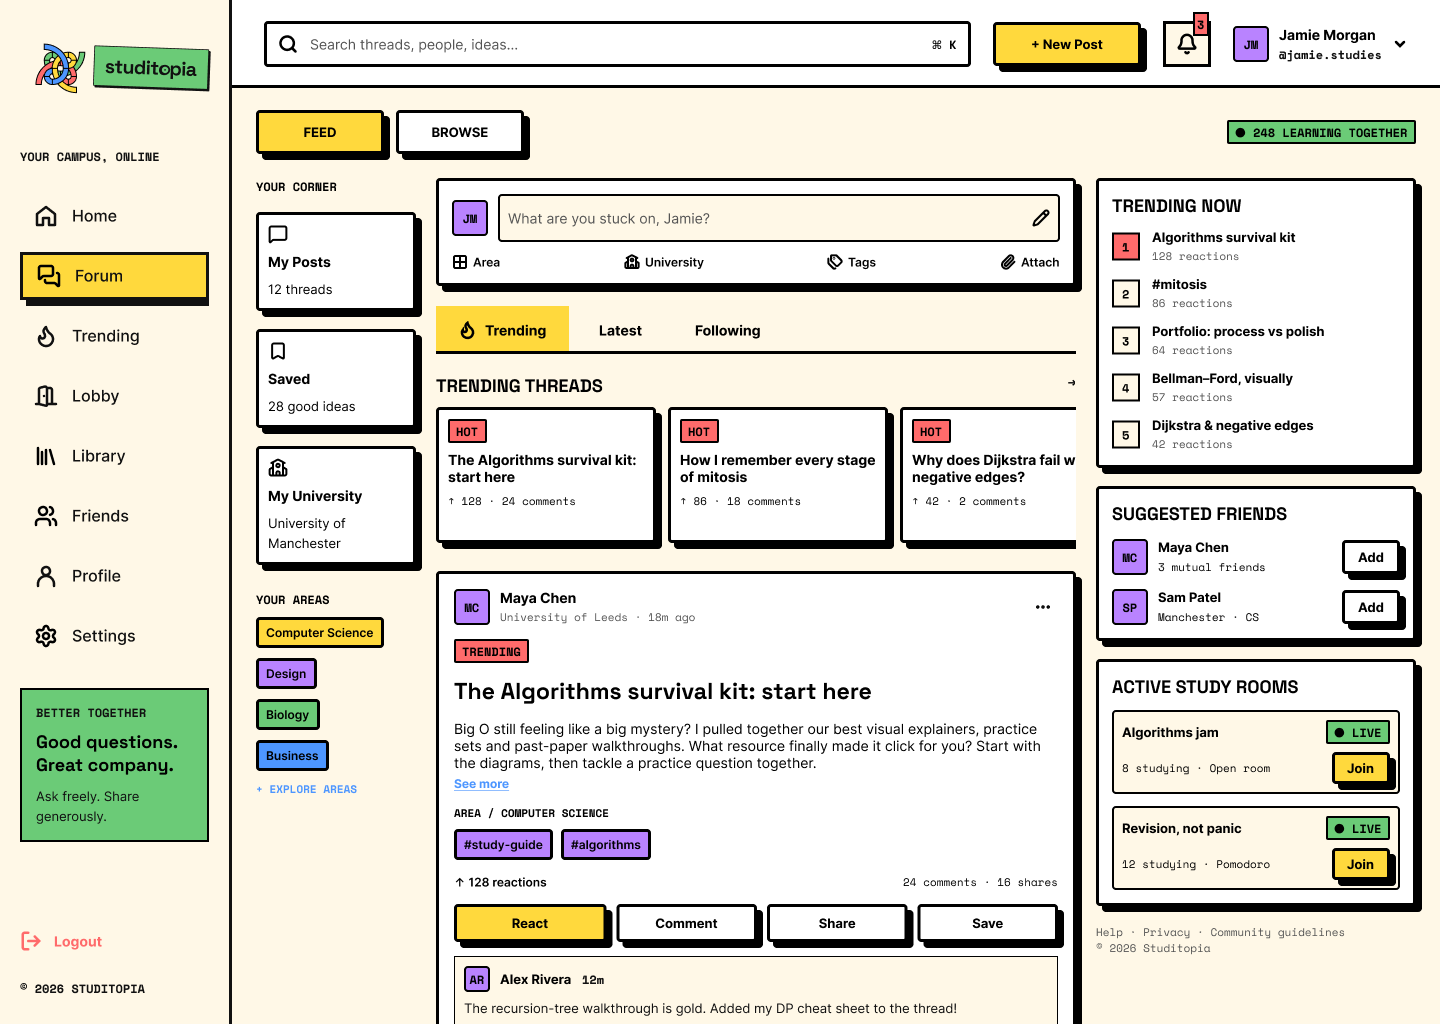 studitopia
YOUR CAMPUS, ONLINE
Home
Forum
Trending
Lobby
Library
Friends
Profile
Settings
BETTER TOGETHER
Good questions.
Great company.
Ask freely. Share
generously.
Logout
© 2026 STUDITOPIA
Search threads, people, ideas...
⌘ K
+ New Post
3
JM
Jamie Morgan
@jamie.studies
FEED
BROWSE
248 LEARNING TOGETHER
YOUR CORNER
My Posts
12 threads
Saved
28 good ideas
My University
University of
Manchester
YOUR AREAS
Computer Science
Design
Biology
Business
+ EXPLORE AREAS
JM
What are you stuck on, Jamie?
Area
University
Tags
Attach
Trending
Latest
Following
TRENDING THREADS
→
HOT
The Algorithms survival kit:
start here
↑ 128 · 24 comments
HOT
How I remember every stage
of mitosis
↑ 86 · 18 comments
HOT
Why does Dijkstra fail w
negative edges?
↑ 42 · 2 comments
MC
Maya Chen
University of Leeds · 18m ago
TRENDING
The Algorithms survival kit: start here
Big O still feeling like a big mystery? I pulled together our best visual explainers, practice
sets and past-paper walkthroughs. What resource finally made it click for you? Start with
the diagrams, then tackle a practice question together.
See more
AREA / COMPUTER SCIENCE
#study-guide
#algorithms
↑ 128 reactions
24 comments · 16 shares
React
Comment
Share
Save
AR
Alex Rivera 12m
The recursion-tree walkthrough is gold. Added my DP cheat sheet to the thread!
TRENDING NOW
1
Algorithms survival kit
128 reactions
2
#mitosis
86 reactions
3
Portfolio: process vs polish
64 reactions
4
Bellman–Ford, visually
57 reactions
5
Dijkstra & negative edges
42 reactions
SUGGESTED FRIENDS
MC
Maya Chen
3 mutual friends
Add
SP
Sam Patel
Manchester · CS
Add
ACTIVE STUDY ROOMS
Algorithms jam
LIVE
8 studying · Open room
Join
Revision, not panic
LIVE
12 studying · Pomodoro
Join
Help · Privacy · Community guidelines
© 2026 Studitopia